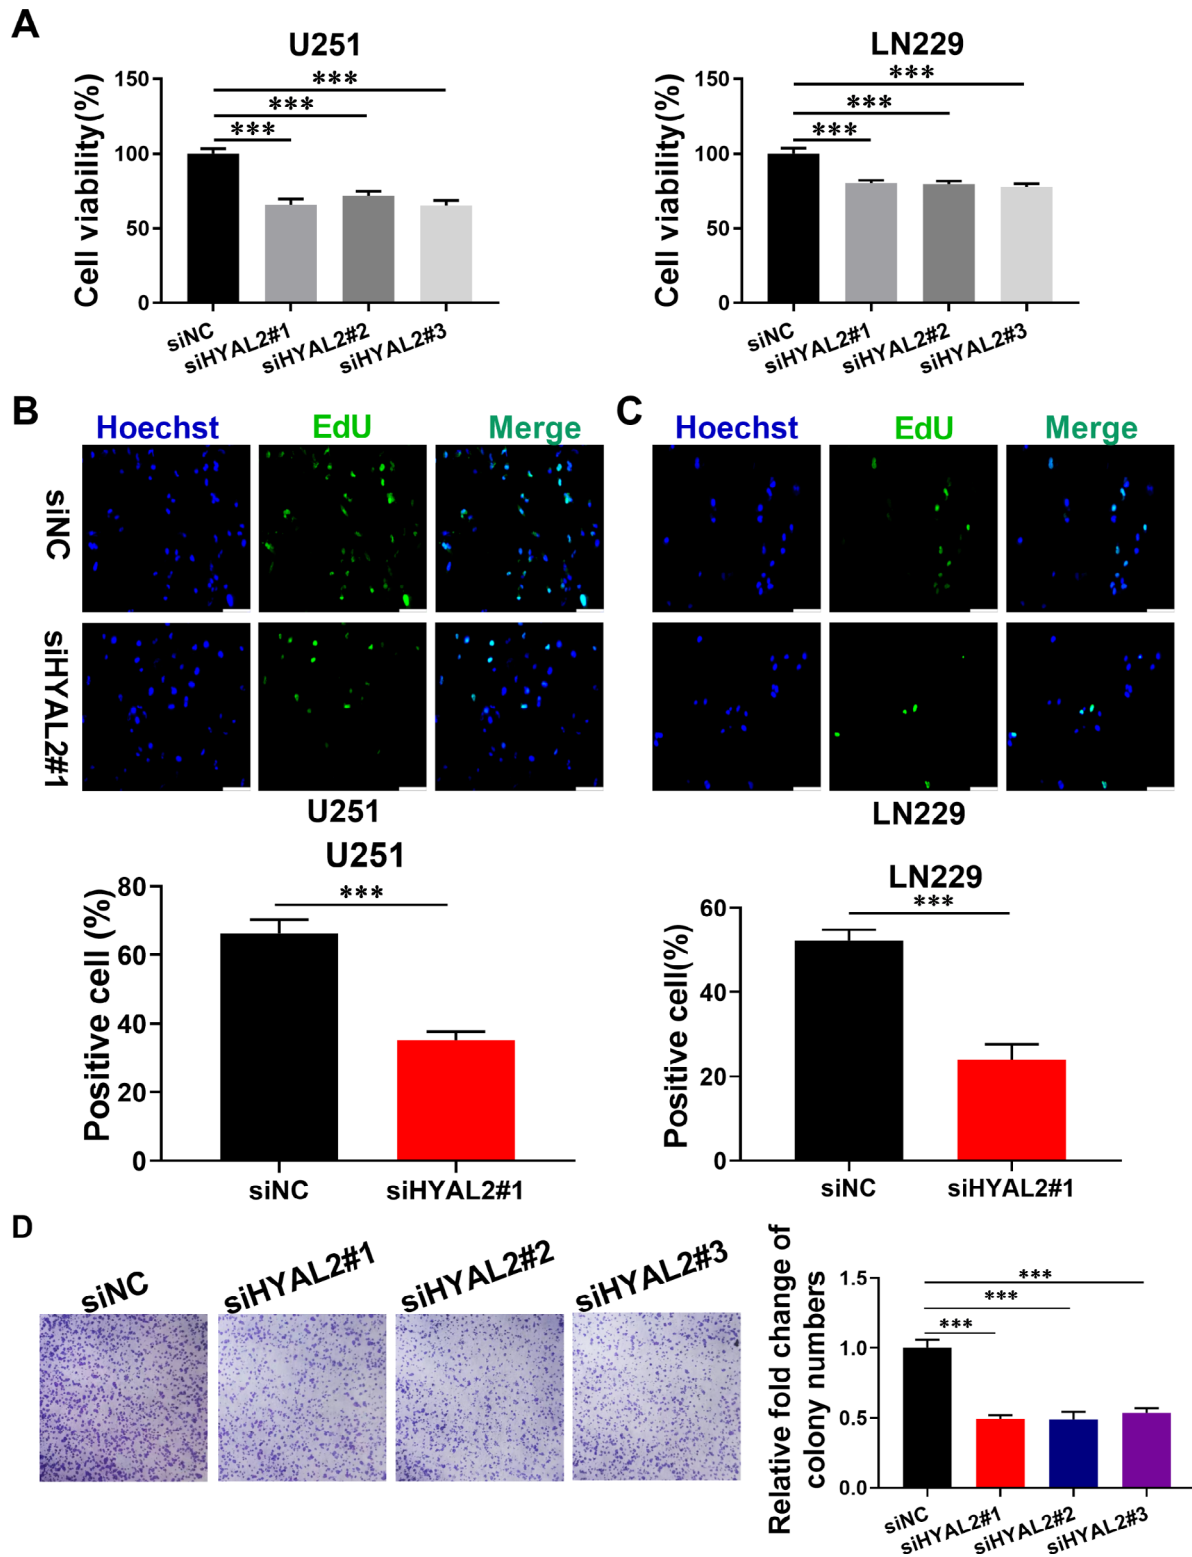 A
U251
Cell viability(%)
150
100
50
0
***
***
***
siNC
siHYAL2#1
siHYAL2#2
siHYAL2#3
LN229
Cell viability(%)
150
100
50
0
***
***
***
siNC
siHYAL2#1
siHYAL2#2
siHYAL2#3
B
Hoechst
EdU
Merge
siNC
siHYAL2#1
U251
C
Hoechst
EdU
Merge
LN229
U251
Positive cell (%)
80
60
40
20
0
***
siNC
siHYAL2#1
LN229
Positive cell(%)
60
40
20
0
***
siNC
siHYAL2#1
D
siNC
siHYAL2#1
siHYAL2#2
siHYAL2#3
Relative fold change of
colony numbers
1.5
1.0
0.5
0.0
***
***
***
siNC
siHYAL2#1
siHYAL2#2
siHYAL2#3